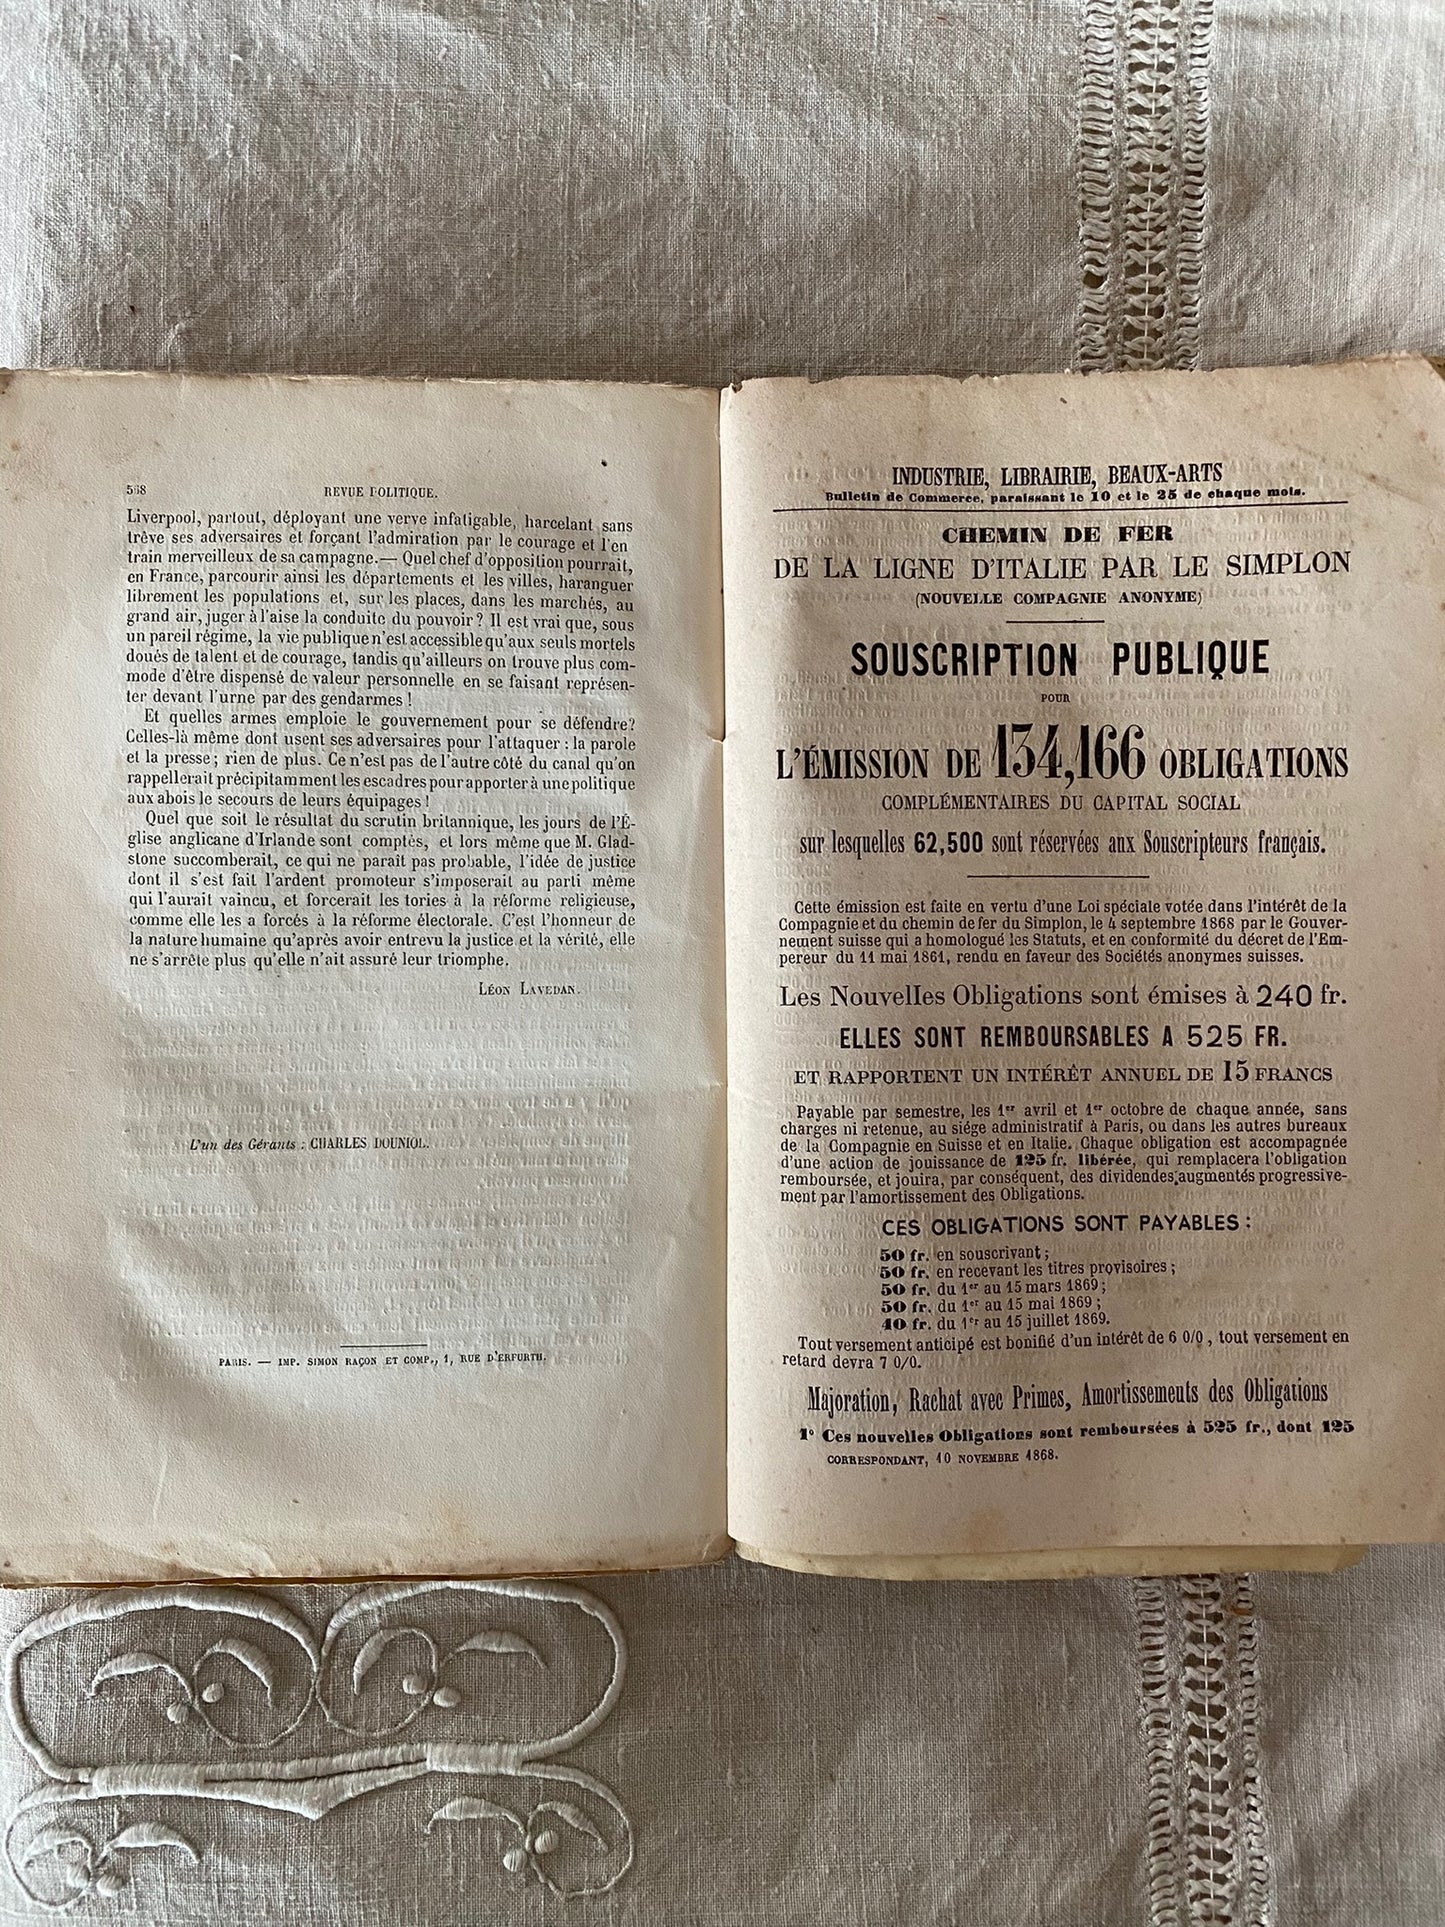 568
REVUE POLITIQUE.
Liverpool, partout, déployant une verve infatigable, harcelant sans
trêve ses adversaires et forçant l'admiration par le courage et l'en
train merveilleux de sa campagne. — Quel chef d'opposition pourrait,
en France, parcourir ainsi les départements et les villes, haranguer
librement les populations et, sur les places, dans les marchés, au
grand air, juger à l'aise la conduite du pouvoir? Il est vrai que, sous
un pareil régime, la vie publique n'est accessible qu'aux seuls mortels
doués de talent et de courage, tandis qu'ailleurs on trouve plus com-
mode d'être dispensé de valeur personnelle en se faisant représen-
ter devant l'urne par des gendarmes!
Et quelles armes emploie le gouvernement pour se défendre?
Celles-là même dont usent ses adversaires pour l'attaquer : la parole
et la presse; rien de plus. Ce n'est pas de l'autre côté du canal qu'on
rappellerait précipitamment les escadres pour apporter à une politique
aux abois le secours de leurs équipages!
Quel que soit le résultat du scrutin britannique, les jours de l'É-
glise anglicane d'Irlande sont comptés, et lors même que M. Glad-
stone succomberait, ce qui ne paraît pas probable, l'idée de justice
dont il s'est fait l'ardent promoteur s'imposerait au parti même
qui l'aurait vaincu, et forcerait les tories à la réforme religieuse,
comme elle les a forcés à la réforme électorale. C'est l'honneur de
la nature humaine qu'après avoir entrevu la justice et la vérité, elle
ne s'arrête plus qu'elle n'ait assuré leur triomphe.
LÉON LAVEDAN.
L'un des Gérants : CHARLES DOUNIOL.
PARIS. — IMP. SIMON RAÇON ET COMP., 1, RUE D'ERFURTH.
INDUSTRIE, LIBRAIRIE, BEAUX-ARTS
Bulletin de Commerce, paraissant le 10 et le 25 de chaque mois.
CHEMIN DE FER
DE LA LIGNE D'ITALIE PAR LE SIMPLON
(NOUVELLE COMPAGNIE ANONYME)
SOUSCRIPTION PUBLIQUE
POUR
L'ÉMISSION DE 134,166 OBLIGATIONS
COMPLÉMENTAIRES DU CAPITAL SOCIAL
sur lesquelles 62,500 sont réservées aux Souscripteurs français.
Cette émission est faite en vertu d'une Loi spéciale votée dans l'intérêt de la
Compagnie et du chemin de fer du Simplon, le 4 septembre 1868 par le Gouver-
nement suisse qui a homologué les Statuts, et en conformité du décret de l'Em-
pereur du 11 mai 1861, rendu en faveur des Sociétés anonymes suisses.
Les Nouvelles Obligations sont émises à 240 fr.
ELLES SONT REMBOURSABLES A 525 FR.
ET RAPPORTENT UN INTÉRÊT ANNUEL DE 15 FRANCS
Payable par semestre, les 1er avril et 1er octobre de chaque année, sans
charges ni retenue, au siége administratif à Paris, ou dans les autres bureaux
de la Compagnie en Suisse et en Italie. Chaque obligation est accompagnée
d'une action de jouissance de 125 fr. libérée, qui remplacera l'obligation
remboursée, et jouira, par conséquent, des dividendes augmentés progressive-
ment par l'amortissement des Obligations.
CES OBLIGATIONS SONT PAYABLES :
50 fr. en souscrivant;
50 fr. en recevant les titres provisoires;
50 fr. du 1er au 15 mars 1869;
50 fr. du 1er au 15 mai 1869;
40 fr. du 1er au 15 juillet 1869.
Tout versement anticipé est bonifié d'un intérêt de 6 0/0, tout versement en
retard devra 7 0/0.
Majoration, Rachat avec Primes, Amortissements des Obligations
1° Ces nouvelles Obligations sont remboursées à 525 fr., dont 125
CORRESPONDANT, 10 NOVEMBRE 1868.